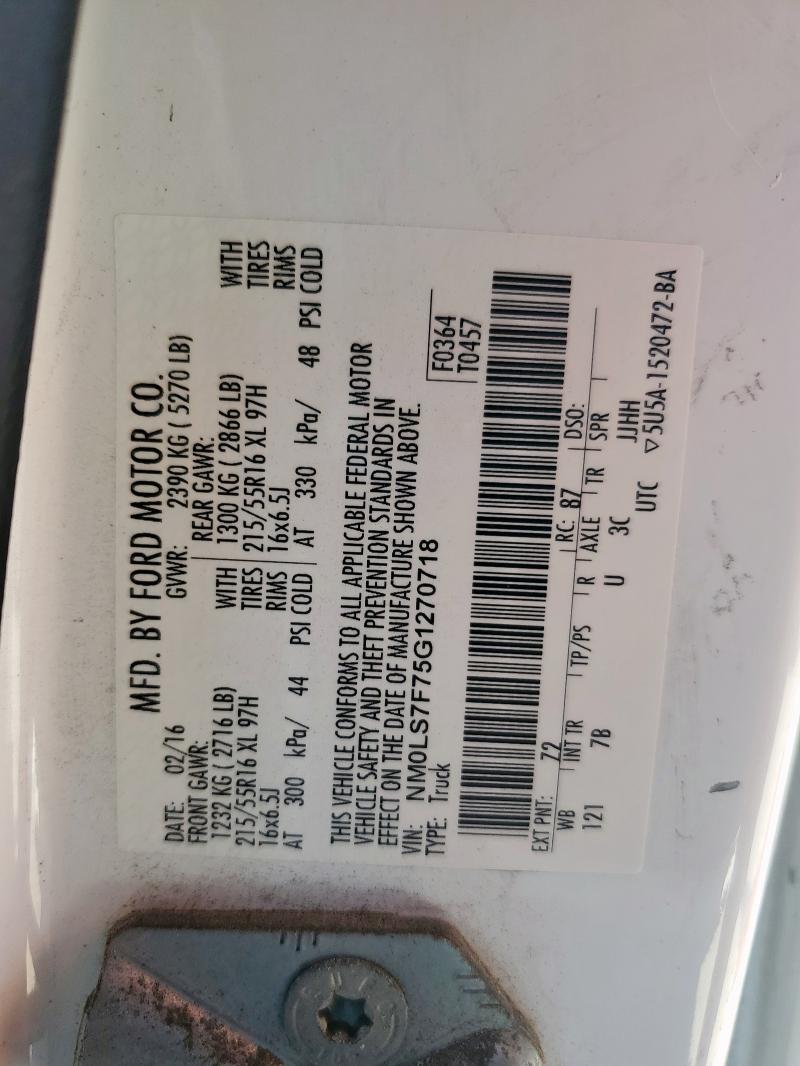 MFD. BY FORD MOTOR CO.
DATE: 02/16 GVWR: 2390 KG ( 5270 LB)
FRONT GAWR: REAR GAWR:
1232 KG ( 2716 LB) WITH 1300 KG ( 2866 LB) WITH
215/55R16 XL 97H TIRES 215/55R16 XL 97H TIRES
16x6.5J RIMS 16x6.5J RIMS
AT 300 kPa/ 44 PSI COLD AT 330 kPa/ 48 PSI COLD
THIS VEHICLE CONFORMS TO ALL APPLICABLE FEDERAL MOTOR
VEHICLE SAFETY AND THEFT PREVENTION STANDARDS IN
EFFECT ON THE DATE OF MANUFACTURE SHOWN ABOVE.
VIN: NM0LS7F75G1270718 F0364
TYPE: Truck T0457
EXT PNT: 7Z RC: 87 DSO:
WB INT TR TP/PS R AXLE TR SPR
121 7B U 3C JJHH
UTC ▽5U5A-1520472-BA